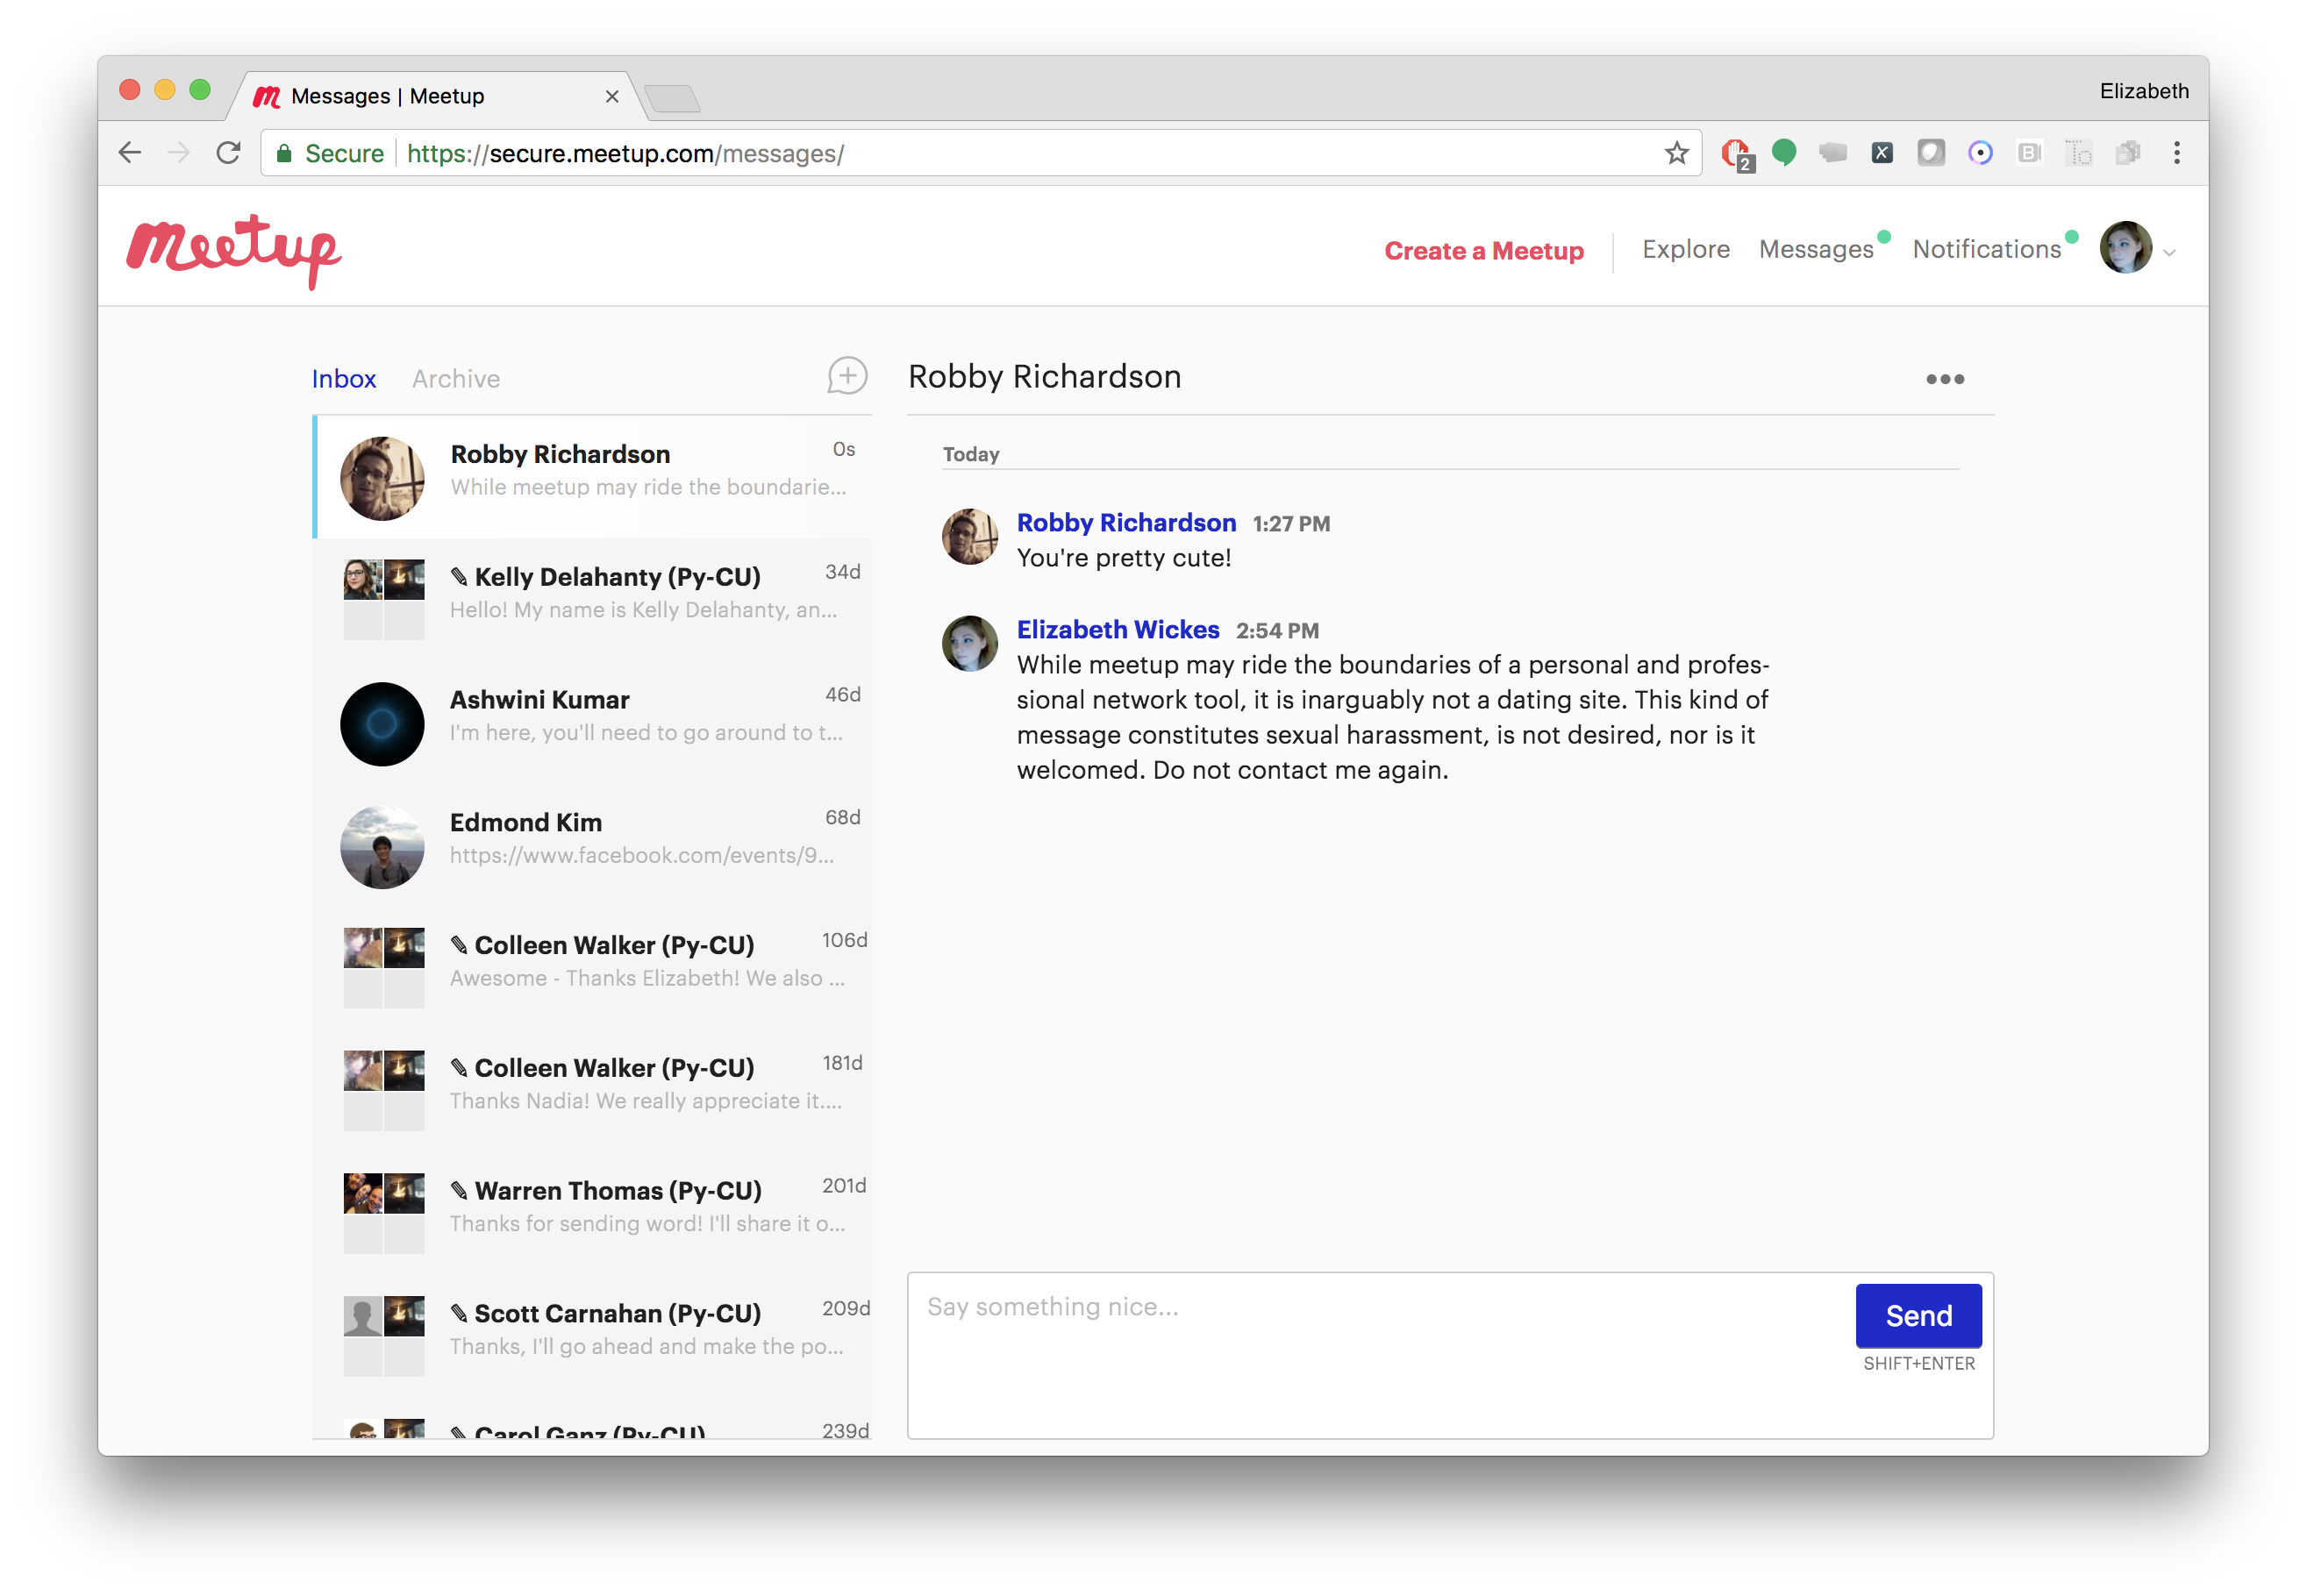 Messages | Meetup
Elizabeth
Secure https://secure.meetup.com/messages/
2
X
B
To
meetup
Create a Meetup Explore Messages Notifications
Inbox Archive
Robby Richardson 0s
While meetup may ride the boundarie...
✎ Kelly Delahanty (Py-CU) 34d
Hello! My name is Kelly Delahanty, an...
Ashwini Kumar 46d
I'm here, you'll need to go around to t...
Edmond Kim 68d
https://www.facebook.com/events/9...
✎ Colleen Walker (Py-CU) 106d
Awesome - Thanks Elizabeth! We also ...
✎ Colleen Walker (Py-CU) 181d
Thanks Nadia! We really appreciate it....
✎ Warren Thomas (Py-CU) 201d
Thanks for sending word! I'll share it o...
✎ Scott Carnahan (Py-CU) 209d
Thanks, I'll go ahead and make the po...
✎ Carol Ganz (Py-CU) 239d
Robby Richardson
Today
Robby Richardson 1:27 PM
You're pretty cute!
Elizabeth Wickes 2:54 PM
While meetup may ride the boundaries of a personal and profes-
sional network tool, it is inarguably not a dating site. This kind of
message constitutes sexual harassment, is not desired, nor is it
welcomed. Do not contact me again.
Say something nice...
Send
SHIFT+ENTER